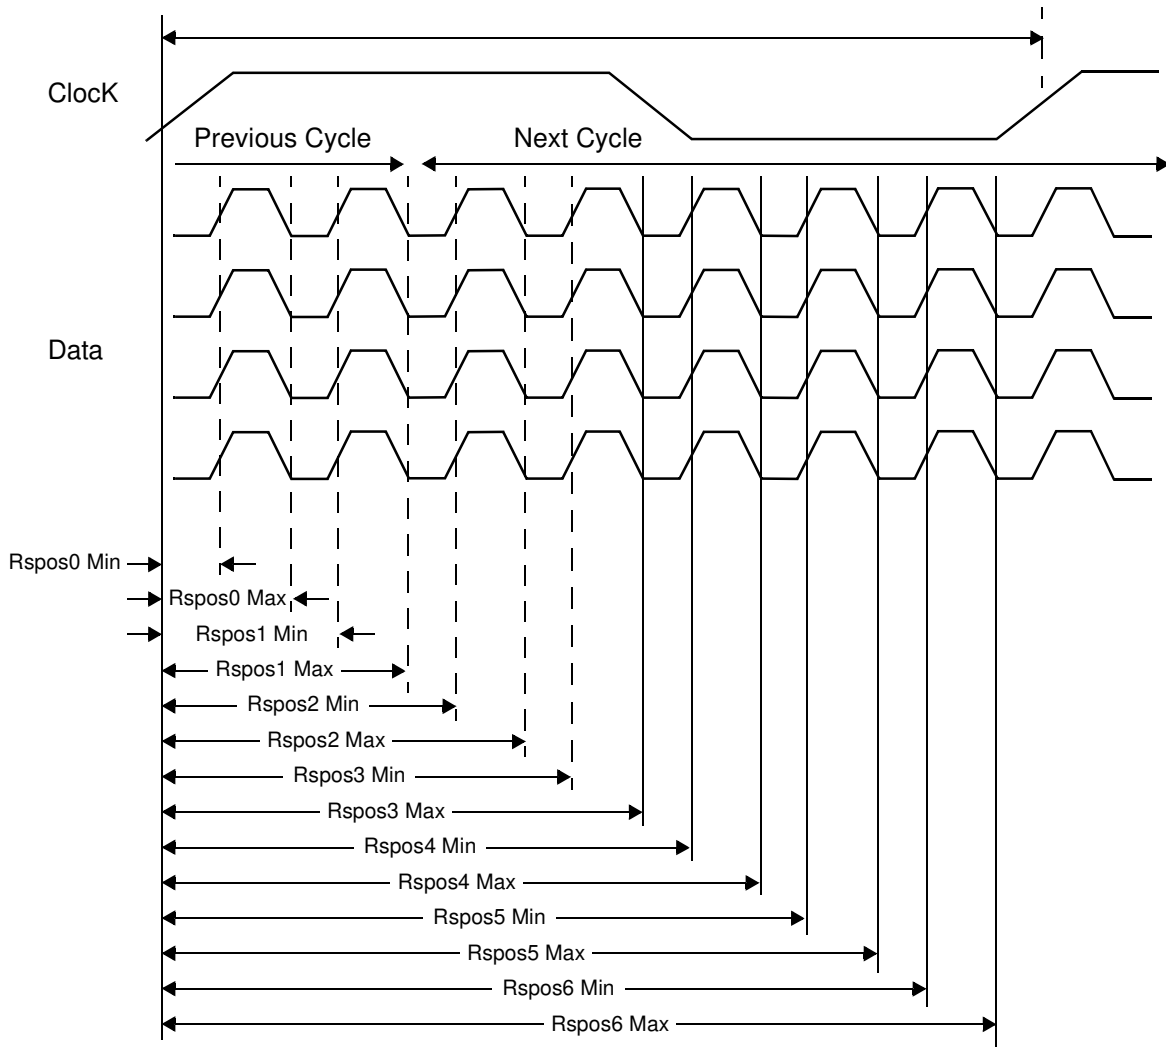 ClocK
Previous Cycle
Next Cycle
Data
Rspos0 Min
Rspos0 Max
Rspos1 Min
Rspos1 Max
Rspos2 Min
Rspos2 Max
Rspos3 Min
Rspos3 Max
Rspos4 Min
Rspos4 Max
Rspos5 Min
Rspos5 Max
Rspos6 Min
Rspos6 Max